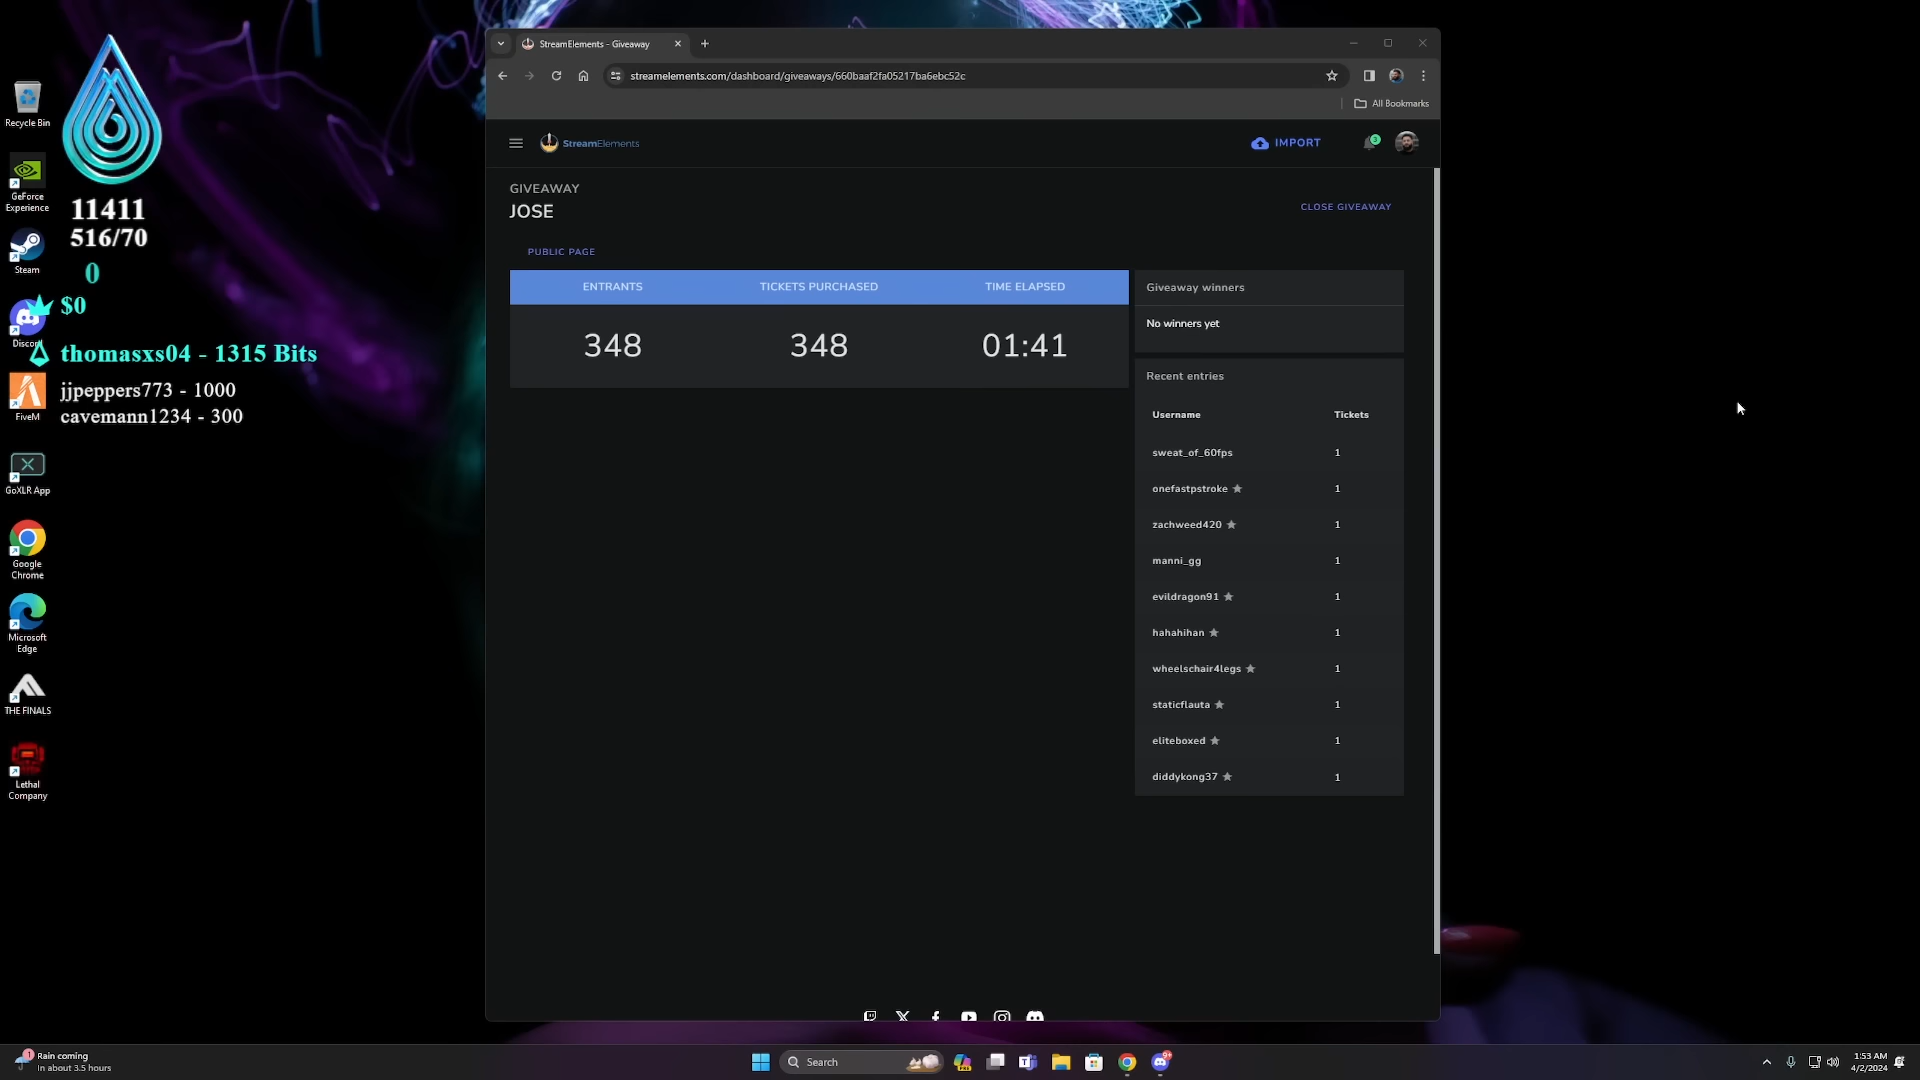 StreamElements - Giveaway
streamelements.com/dashboard/giveaways/660baaf2fa05217ba6ebc52c
All Bookmarks
StreamElements
IMPORT
3
GIVEAWAY
JOSE
CLOSE GIVEAWAY
PUBLIC PAGE
ENTRANTS TICKETS PURCHASED TIME ELAPSED
348 348 01:41
Giveaway winners
No winners yet
Recent entries
Username Tickets
sweat_of_60fps 1
onefastpstroke 1
zachweed420 1
manni_gg 1
evildragon91 1
hahahihan 1
wheelschair4legs 1
staticflauta 1
eliteboxed 1
diddykong37 1
Recycle Bin
GeForce
Experience
Steam
Discord
FiveM
GoXLR App
Google
Chrome
Microsoft
Edge
THE FINALS
Lethal
Company
11411
516/70
0
$0
thomasxs04 - 1315 Bits
jjpeppers773 - 1000
cavemann1234 - 300
1
Rain coming
In about 3.5 hours
Search
9+
1:53 AM
4/2/2024